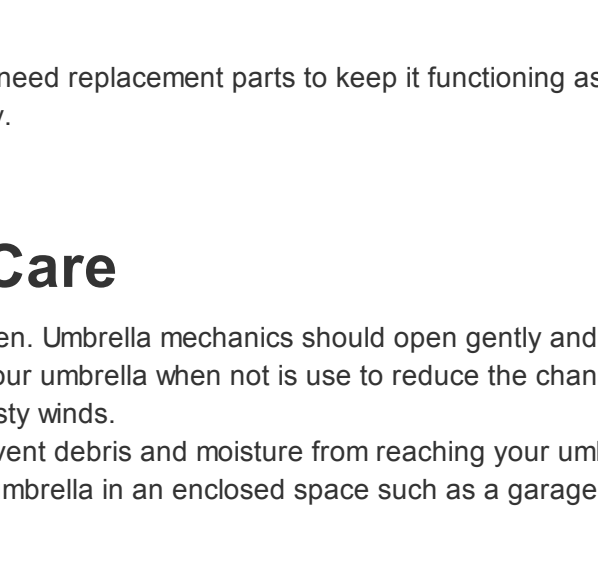 need replacement parts to keep it functioning as
y.
Care
en. Umbrella mechanics should open gently and
our umbrella when not is use to reduce the chan
sty winds.
vent debris and moisture from reaching your um
mbrella in an enclosed space such as a garage